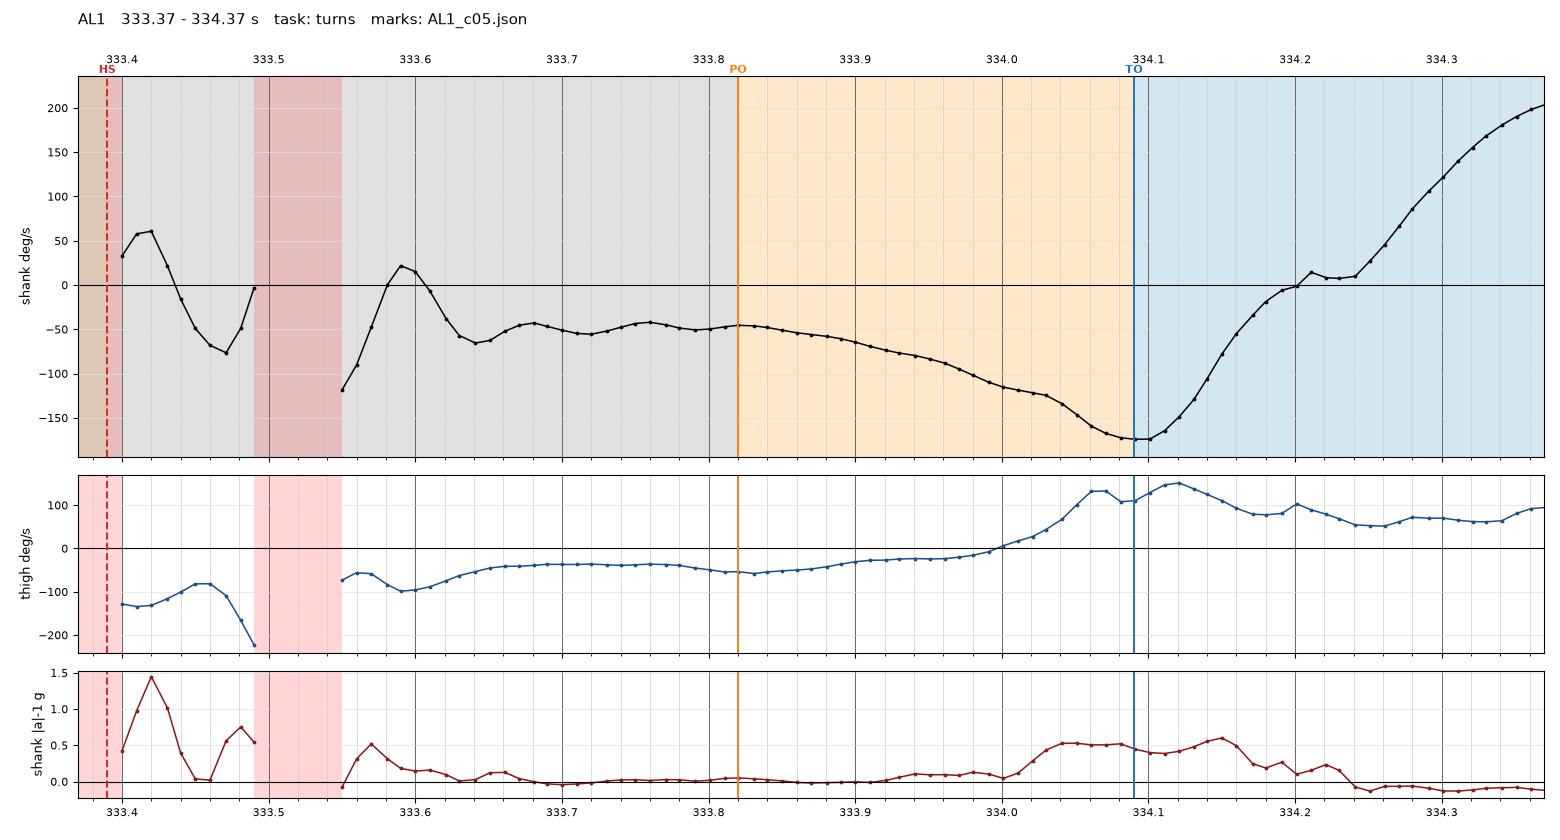 AL1   333.37 - 334.37 s   task: turns   marks: AL1_c05.json
333.4 333.5 333.6 333.7 333.8 333.9 334.0 334.1 334.2 334.3
HS PO TO
shank deg/s
200
150
100
50
0
−50
−100
−150
thigh deg/s
100
0
−100
−200
shank |a|-1 g
1.5
1.0
0.5
0.0
333.4 333.5 333.6 333.7 333.8 333.9 334.0 334.1 334.2 334.3